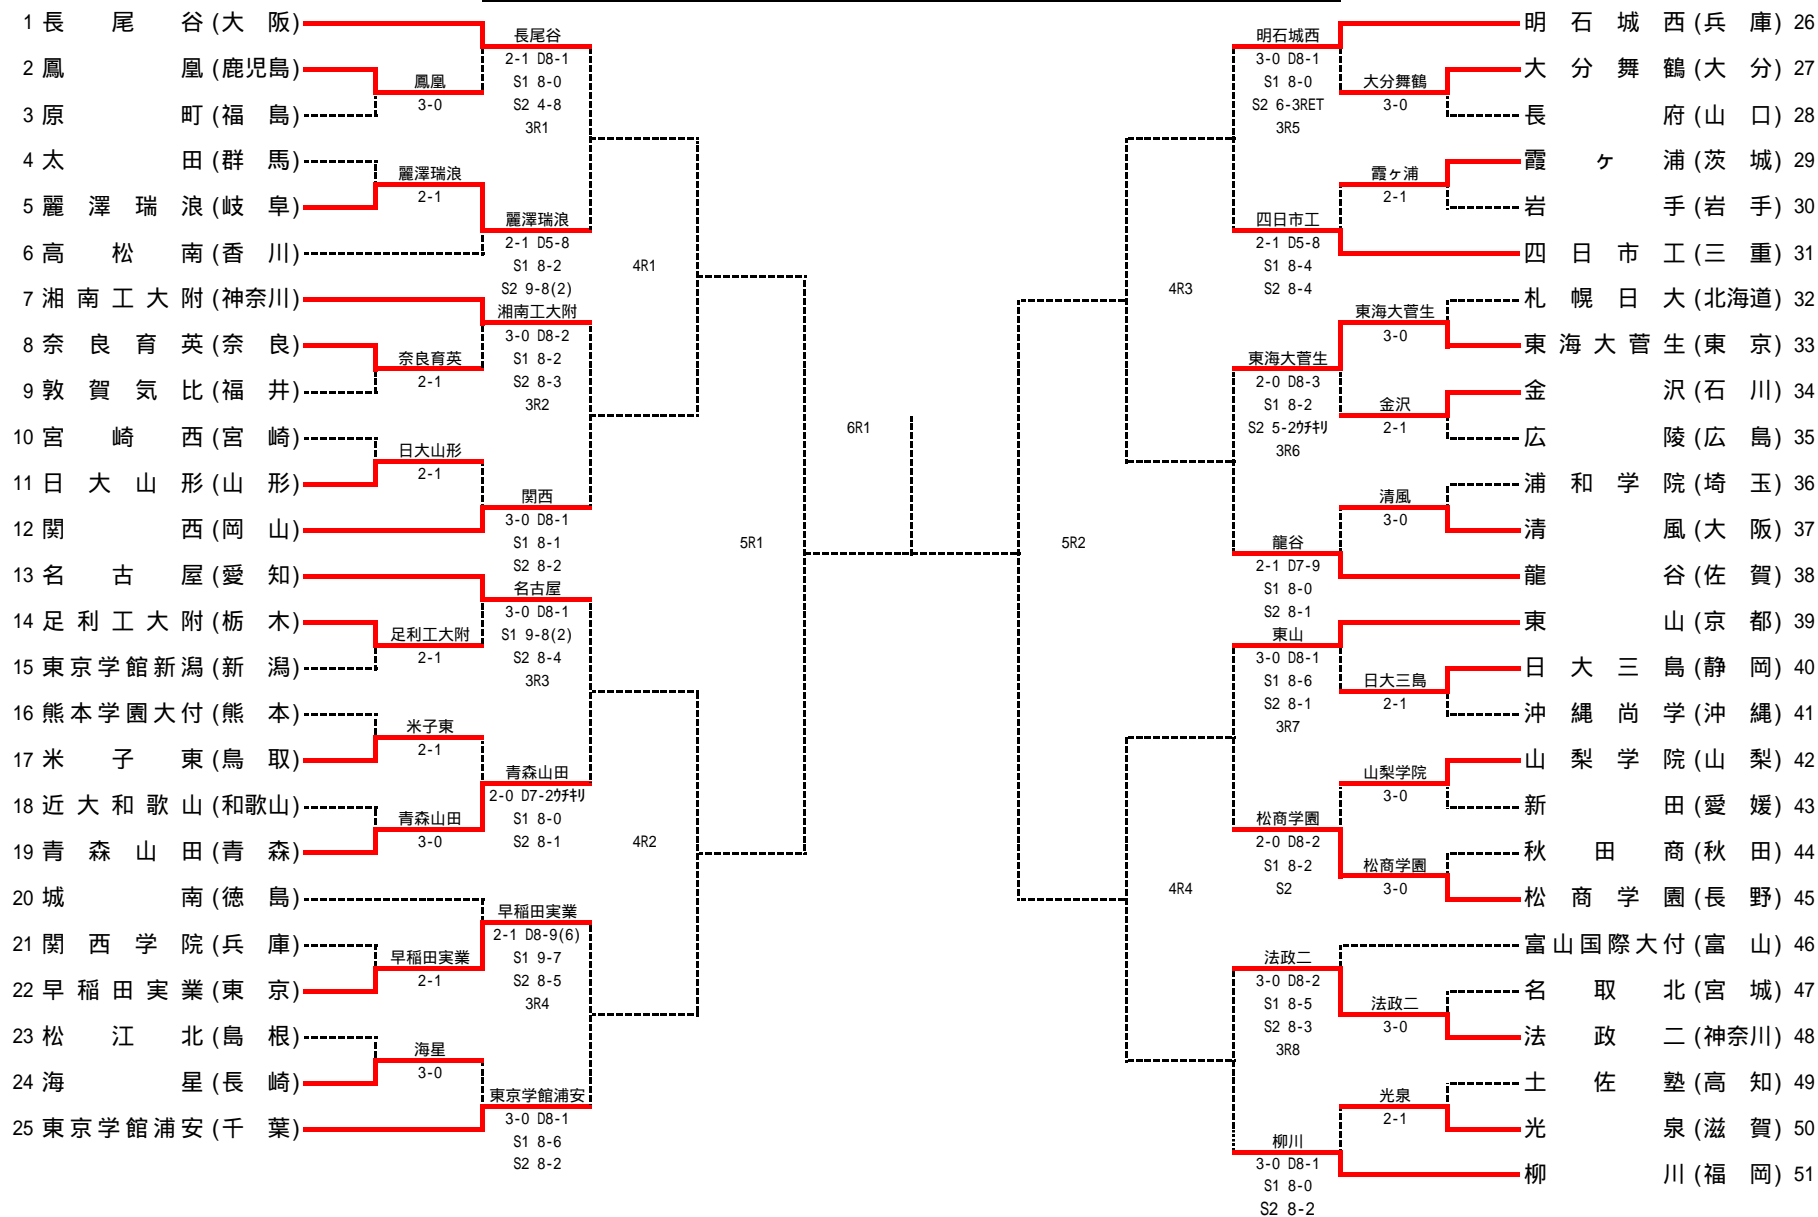 1 長尾谷(大阪)
2 鳳凰(鹿児島)
3 原町(福島)
4 太田(群馬)
5 麗澤瑞浪(岐阜)
6 高松南(香川)
7 湘南工大附(神奈川)
8 奈良育英(奈良)
9 敦賀気比(福井)
10 宮崎西(宮崎)
11 日大山形(山形)
12 関西(岡山)
13 名古屋(愛知)
14 足利工大附(栃木)
15 東京学館新潟(新潟)
16 熊本学園大付(熊本)
17 米子東(鳥取)
18 近大和歌山(和歌山)
19 青森山田(青森)
20 城南(徳島)
21 関西学院(兵庫)
22 早稲田実業(東京)
23 松江北(島根)
24 海星(長崎)
25 東京学館浦安(千葉)
鳳凰
3-0
麗澤瑞浪
2-1
奈良育英
2-1
日大山形
2-1
足利工大附
2-1
米子東
2-1
青森山田
3-0
早稲田実業
2-1
海星
3-0
長尾谷
2-1 D8-1
S1 8-0
S2 4-8
3R1
麗澤瑞浪
2-1 D5-8
S1 8-2
S2 9-8(2)
湘南工大附
3-0 D8-2
S1 8-2
S2 8-3
3R2
関西
3-0 D8-1
S1 8-1
S2 8-2
名古屋
3-0 D8-1
S1 9-8(2)
S2 8-4
3R3
青森山田
2-0 D7-2ウチキリ
S1 8-0
S2 8-1
早稲田実業
2-1 D8-9(6)
S1 9-7
S2 8-5
3R4
東京学館浦安
3-0 D8-1
S1 8-6
S2 8-2
4R1
4R2
5R1
6R1
5R2
4R3
4R4
明石城西
3-0 D8-1
S1 8-0
S2 6-3RET
3R5
四日市工
2-1 D5-8
S1 8-4
S2 8-4
東海大菅生
2-0 D8-3
S1 8-2
S2 5-2ウチキリ
3R6
龍谷
2-1 D7-9
S1 8-0
S2 8-1
東山
3-0 D8-1
S1 8-6
S2 8-1
3R7
松商学園
2-0 D8-2
S1 8-2
S2
法政二
3-0 D8-2
S1 8-5
S2 8-3
3R8
柳川
3-0 D8-1
S1 8-0
S2 8-2
大分舞鶴
3-0
霞ヶ浦
2-1
東海大菅生
3-0
金沢
2-1
清風
3-0
日大三島
2-1
山梨学院
3-0
松商学園
3-0
法政二
3-0
光泉
2-1
明石城西(兵庫) 26
大分舞鶴(大分) 27
長府(山口) 28
霞ヶ浦(茨城) 29
岩手(岩手) 30
四日市工(三重) 31
札幌日大(北海道) 32
東海大菅生(東京) 33
金沢(石川) 34
広陵(広島) 35
浦和学院(埼玉) 36
清風(大阪) 37
龍谷(佐賀) 38
東山(京都) 39
日大三島(静岡) 40
沖縄尚学(沖縄) 41
山梨学院(山梨) 42
新田(愛媛) 43
秋田商(秋田) 44
松商学園(長野) 45
富山国際大付(富山) 46
名取北(宮城) 47
法政二(神奈川) 48
土佐塾(高知) 49
光泉(滋賀) 50
柳川(福岡) 51